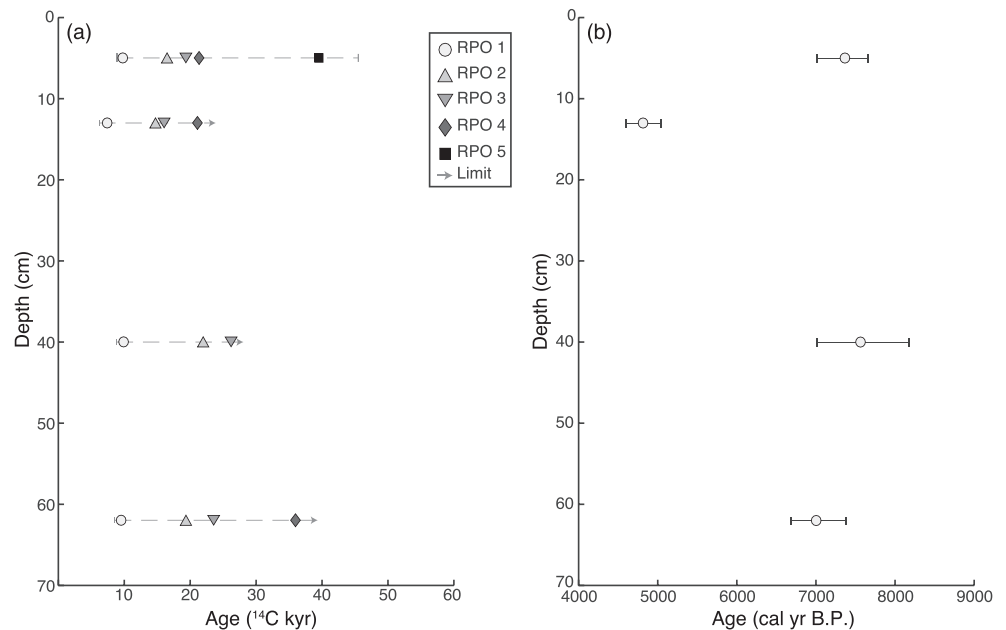 (a)
0
10
20
30
40
50
60
70
Depth (cm)
10 20 30 40 50 60
Age (¹⁴C kyr)
RPO 1
RPO 2
RPO 3
RPO 4
RPO 5
Limit
(b)
0
10
20
30
40
50
60
70
Depth (cm)
4000 5000 6000 7000 8000 9000
Age (cal yr B.P.)